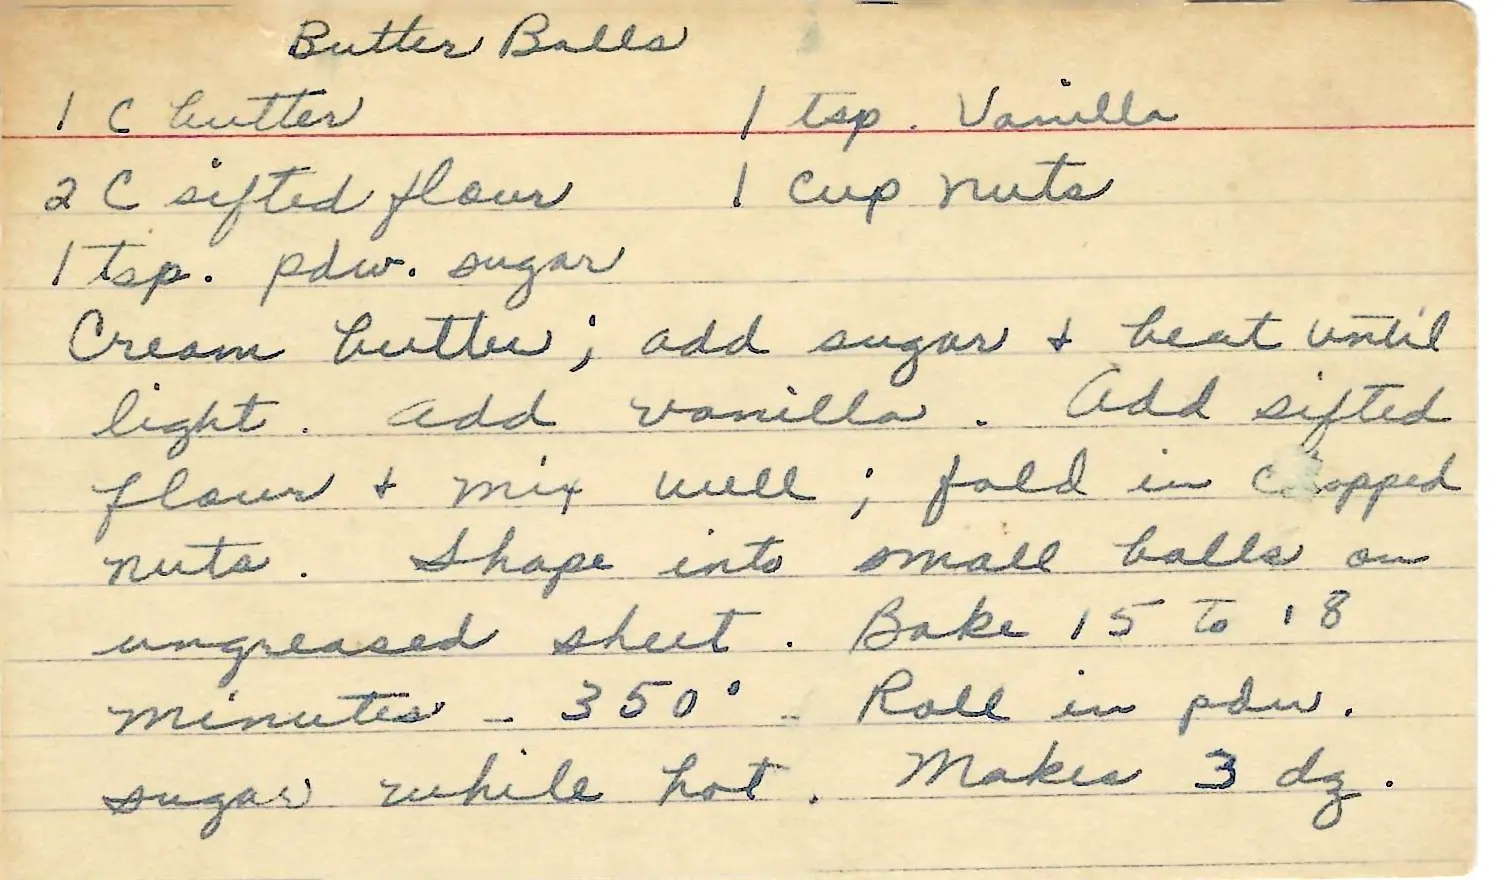 Butter Balls
1 C butter 1 tsp. Vanilla
2 C sifted flour 1 cup nuts
1 tsp. pdw. sugar
Cream butter; add sugar + beat until
light. add vanilla. Add sifted
flour + mix well; fold in chopped
nuts. Shape into small balls on
ungreased sheet. Bake 15 to 18
minutes - 350° - Roll in pdw.
sugar while hot. Makes 3 dz.